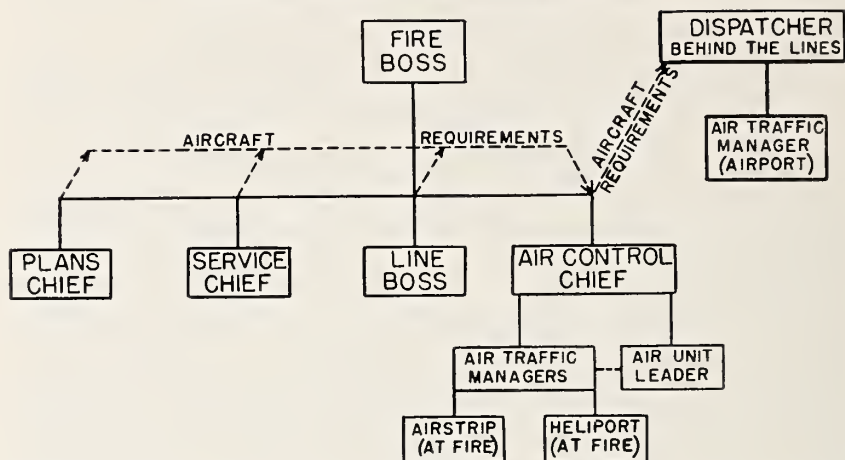 FIRE
BOSS
DISPATCHER
BEHIND THE LINES
AIRCRAFT
REQUIREMENTS
AIRCRAFT
REQUIREMENTS
AIR TRAFFIC
MANAGER
(AIRPORT)
PLANS
CHIEF
SERVICE
CHIEF
LINE
BOSS
AIR CONTROL
CHIEF
AIR TRAFFIC
MANAGERS
AIR UNIT
LEADER
AIRSTRIP
(AT FIRE)
HELIPORT
(AT FIRE)